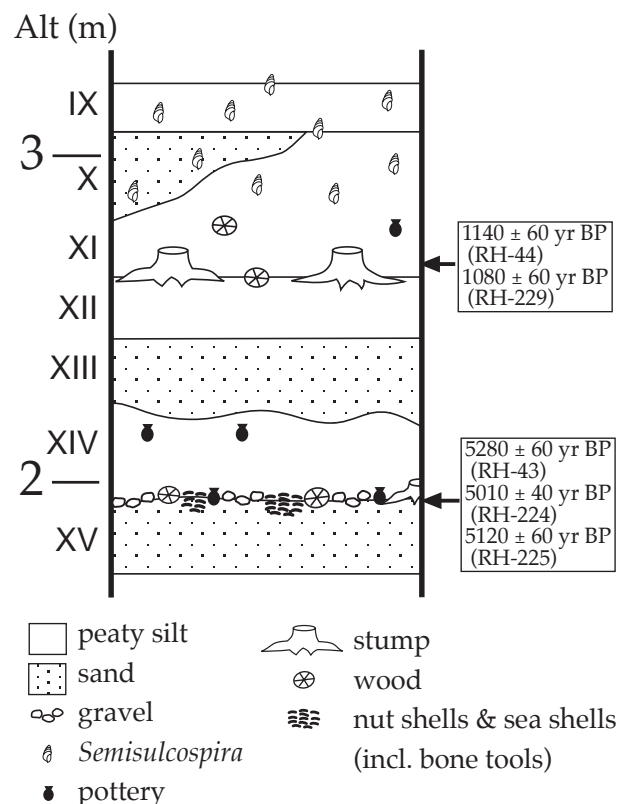 Alt (m)
IX
3
X
XI
1140 ± 60 yr BP
(RH-44)
1080 ± 60 yr BP
(RH-229)
XII
XIII
XIV
2
5280 ± 60 yr BP
(RH-43)
5010 ± 40 yr BP
(RH-224)
5120 ± 60 yr BP
(RH-225)
XV
peaty silt
sand
gravel
Semisulcospira
pottery
stump
wood
nut shells & sea shells
(incl. bone tools)